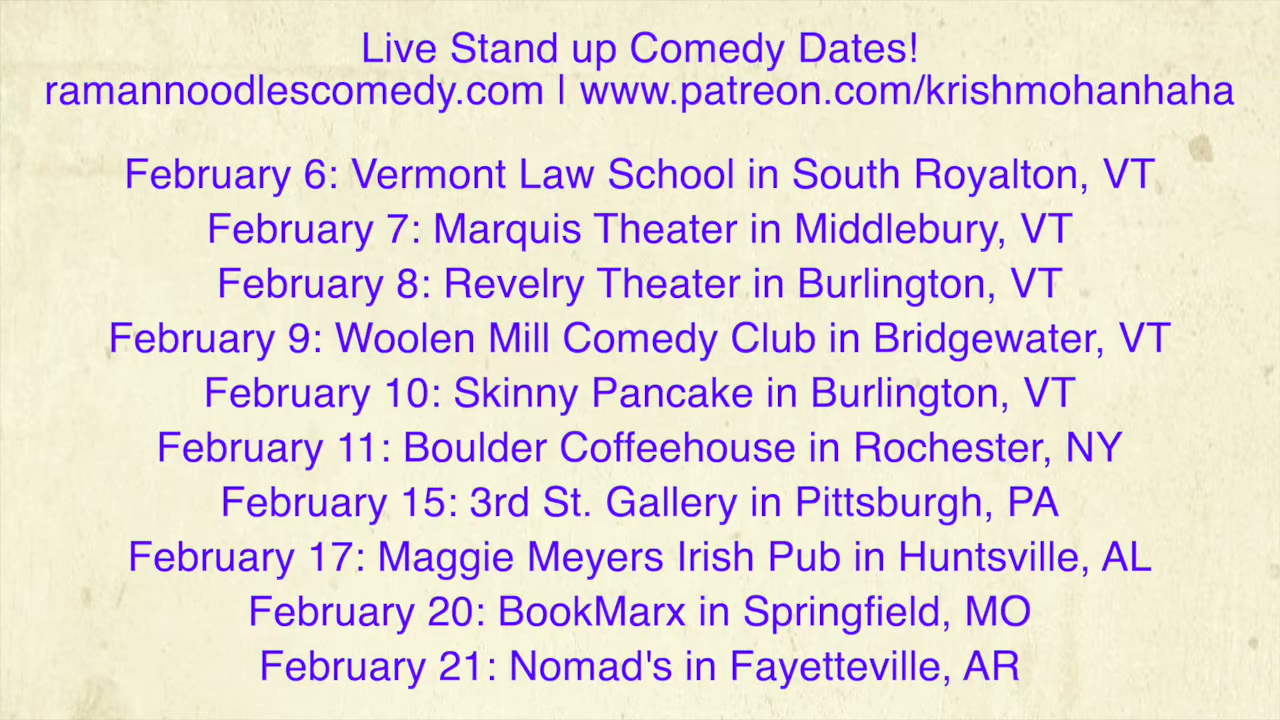 Live Stand up Comedy Dates!
ramannoodlescomedy.com | www.patreon.com/krishmohanhaha
February 6: Vermont Law School in South Royalton, VT
February 7: Marquis Theater in Middlebury, VT
February 8: Revelry Theater in Burlington, VT
February 9: Woolen Mill Comedy Club in Bridgewater, VT
February 10: Skinny Pancake in Burlington, VT
February 11: Boulder Coffeehouse in Rochester, NY
February 15: 3rd St. Gallery in Pittsburgh, PA
February 17: Maggie Meyers Irish Pub in Huntsville, AL
February 20: BookMarx in Springfield, MO
February 21: Nomad's in Fayetteville, AR